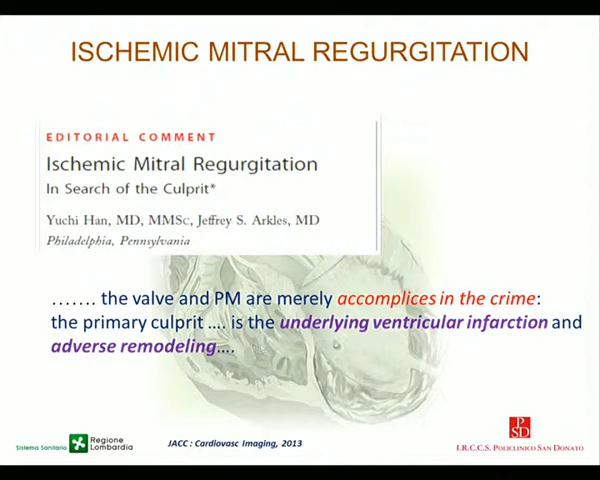 ISCHEMIC MITRAL REGURGITATION
EDITORIAL COMMENT
Ischemic Mitral Regurgitation
In Search of the Culprit*
Yuchi Han, MD, MMSc, Jeffrey S. Arkles, MD
Philadelphia, Pennsylvania
....... the valve and PM are merely accomplices in the crime:
the primary culprit .... is the underlying ventricular infarction and
adverse remodeling....
Sistema Sanitario
Regione
Lombardia
JACC : Cardiovasc Imaging, 2013
P
SD
I.R.C.C.S. POLICLINICO SAN DONATO